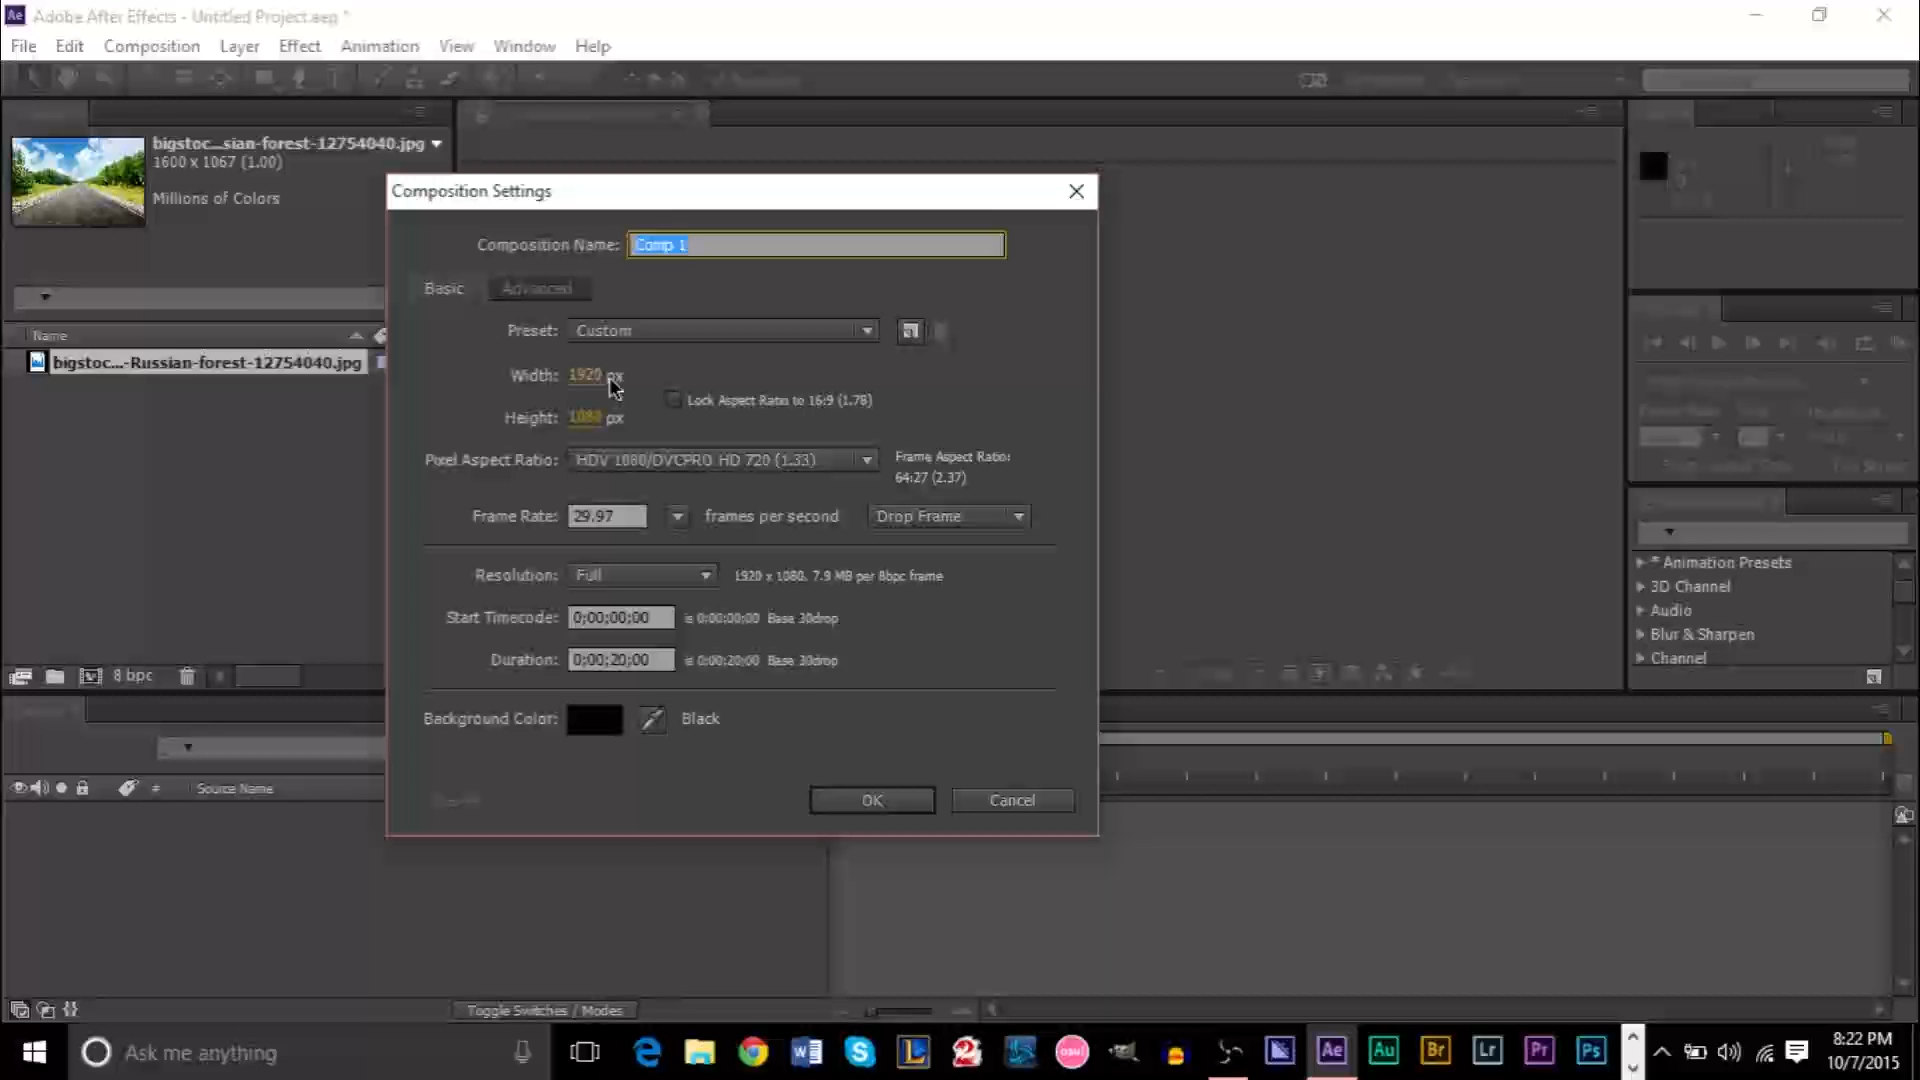 Adobe After Effects - Untitled Project.aep *
File Edit Composition Layer Effect Animation View Window Help
bigstoc...sian-forest-12754040.jpg
1600 x 1067 (1.00)
Millions of Colors
Name
bigstoc...-Russian-forest-12754040.jpg
8 bpc
Composition Settings
Composition Name: Comp 1
Basic Advanced
Preset: Custom
Width: 1920 px
Lock Aspect Ratio to 16:9 (1.78)
Height: 1080 px
Pixel Aspect Ratio: HDV 1080/DVCPRO HD 720 (1.33)
Frame Aspect Ratio:
64:27 (2.37)
Frame Rate: 29.97 frames per second Drop Frame
Resolution: Full 1920 x 1080, 7.9 MB per 8bpc frame
Start Timecode: 0;00;00;00 is 0;00;00;00 Base 30drop
Duration: 0;00;20;00 is 0;00;20;00 Base 30drop
Background Color: Black
OK Cancel
* Animation Presets
3D Channel
Audio
Blur & Sharpen
Channel
# Source Name
Toggle Switches / Modes
Ask me anything
osu!
Ae Au Br Lr Pr Ps
8:22 PM
10/7/2015